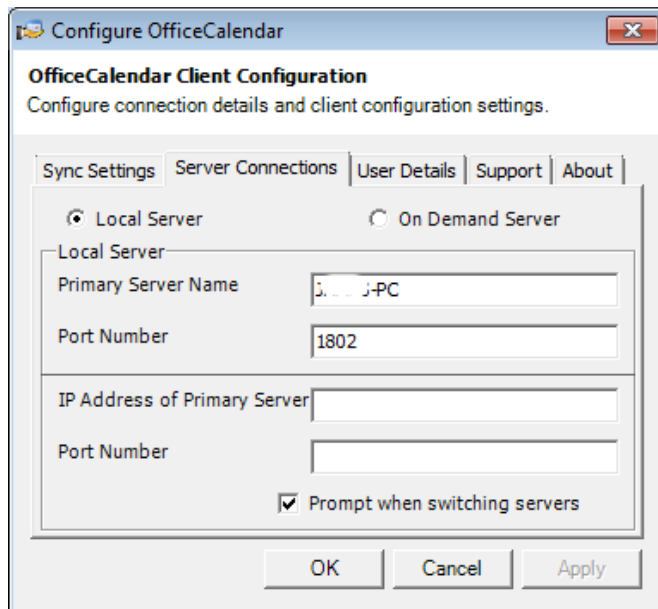 Configure OfficeCalendar
OfficeCalendar Client Configuration
Configure connection details and client configuration settings.
Sync Settings Server Connections User Details Support About
Local Server On Demand Server
Local Server
Primary Server Name
Port Number 1802
IP Address of Primary Server
Port Number
Prompt when switching servers
OK Cancel Apply